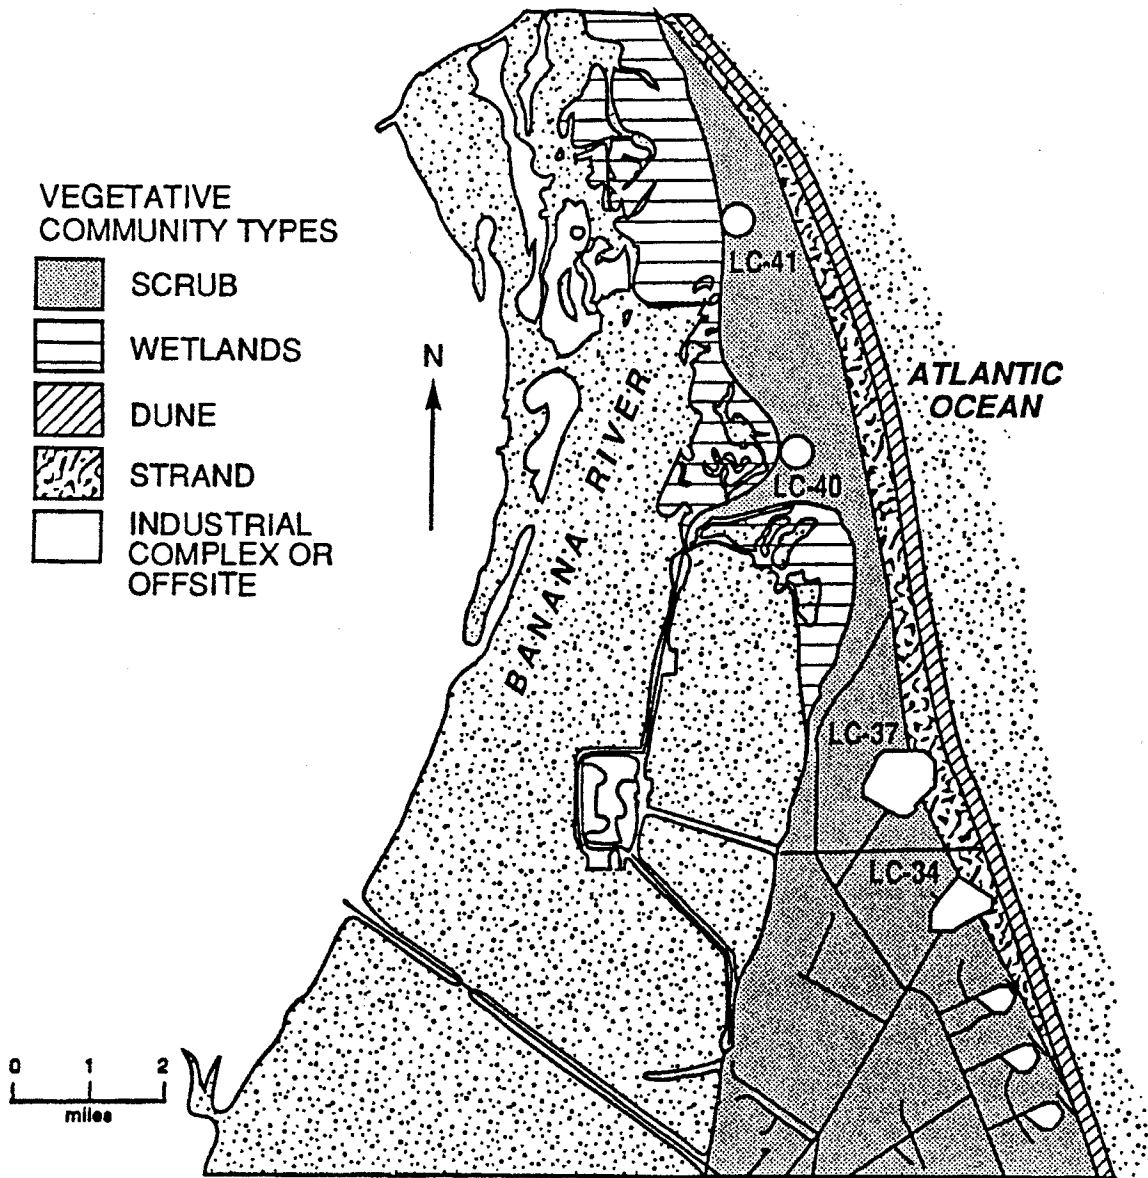 VEGETATIVE
COMMUNITY TYPES
SCRUB
WETLANDS
DUNE
STRAND
INDUSTRIAL
COMPLEX OR
OFFSITE
N
LC-41
ATLANTIC
OCEAN
BANANA RIVER
LC-40
LC-37
LC-34
0 1 2
miles